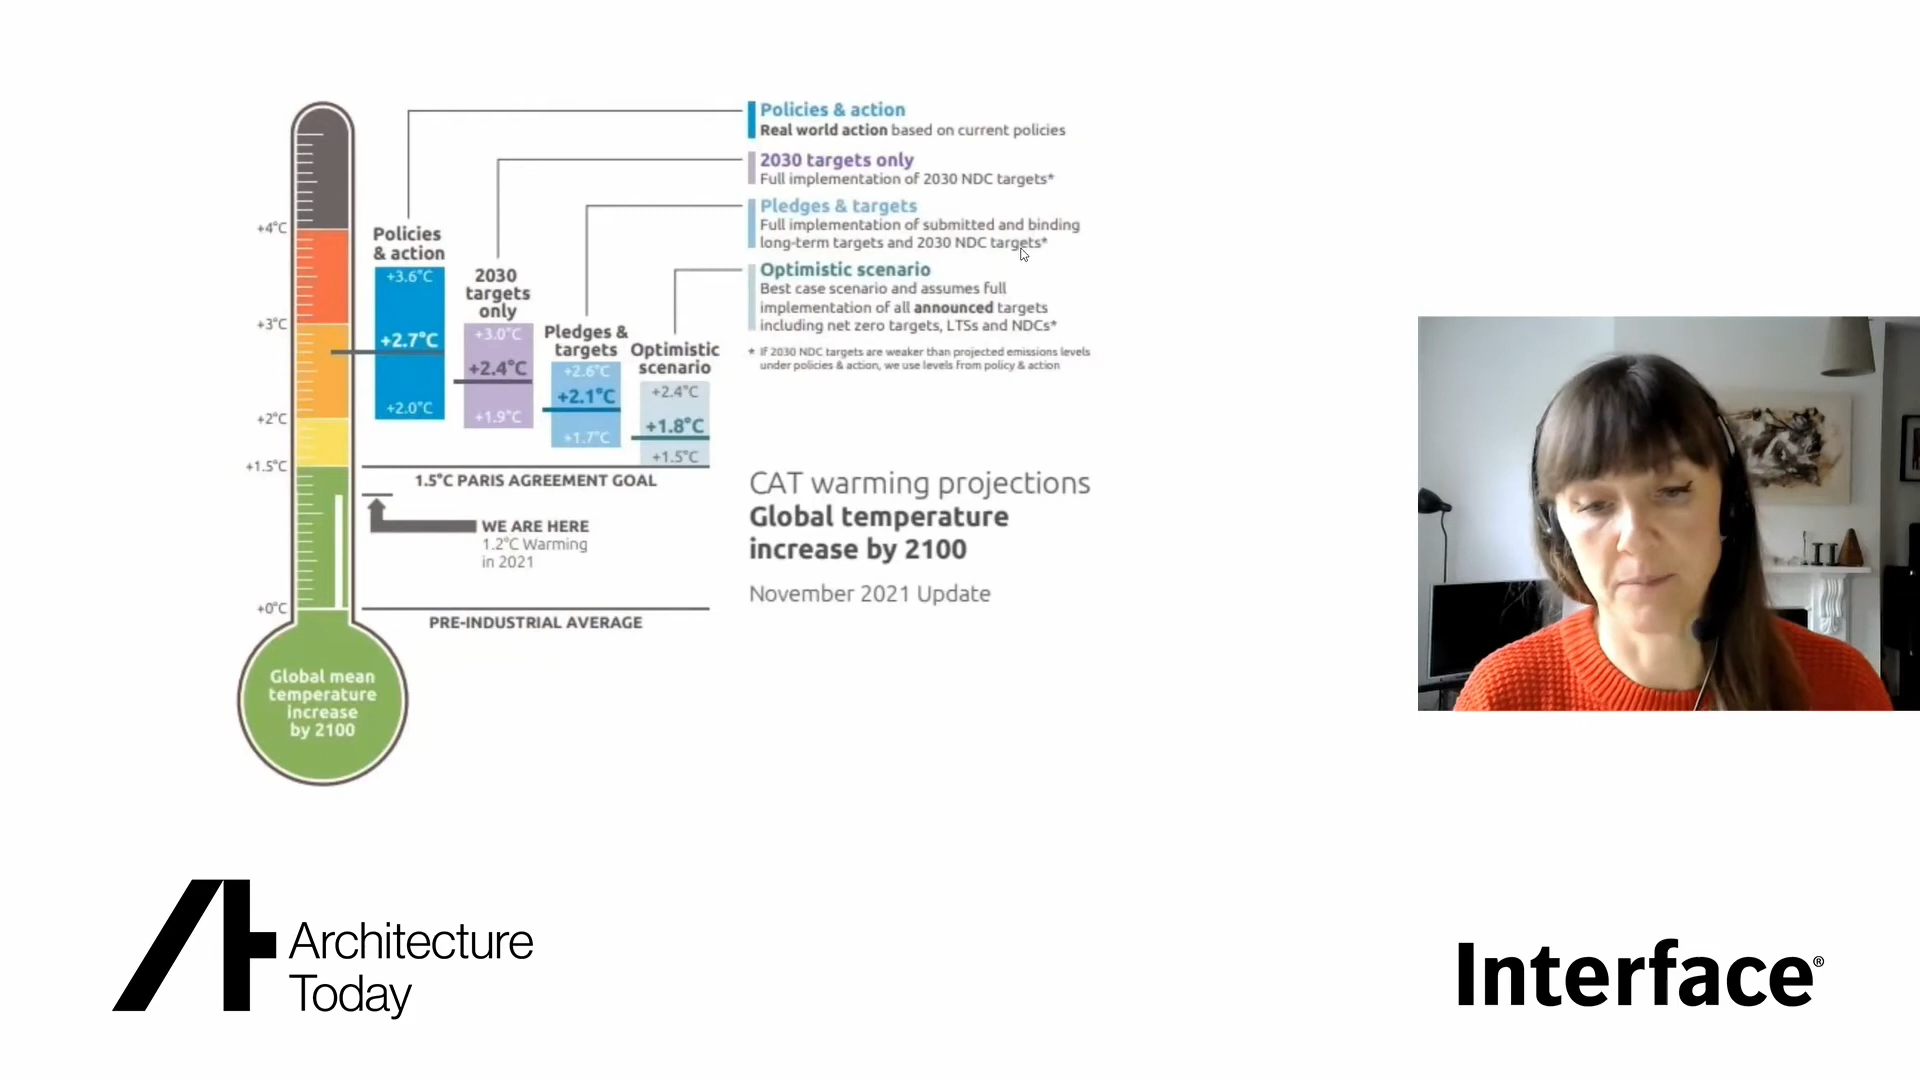 Policies & action
Real world action based on current policies
2030 targets only
Full implementation of 2030 NDC targets*
Pledges & targets
Full implementation of submitted and binding
long-term targets and 2030 NDC targets*
Optimistic scenario
Best case scenario and assumes full
implementation of all announced targets
including net zero targets, LTSs and NDCs*
* IF 2030 NDC targets are weaker than projected emissions levels
under policies & action, we use levels from policy & action
+4°C
+3°C
+2°C
+1.5°C
+0°C
Policies
& action
+3.6°C
+2.7°C
+2.0°C
2030
targets
only
+3.0°C
+2.4°C
+1.9°C
Pledges &
targets
+2.6°C
+2.1°C
+1.7°C
Optimistic
scenario
+2.4°C
+1.8°C
+1.5°C
1.5°C PARIS AGREEMENT GOAL
WE ARE HERE
1.2°C Warming
in 2021
PRE-INDUSTRIAL AVERAGE
Global mean
temperature
increase
by 2100
CAT warming projections
Global temperature
increase by 2100
November 2021 Update
Architecture
Today
Interface®